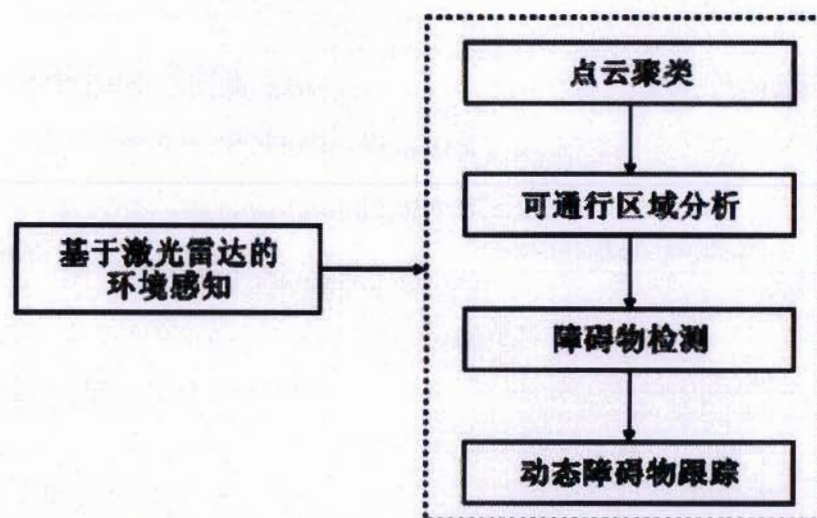 点云聚类
可通行区域分析
基于激光雷达的
环境感知
障碍物检测
动态障碍物跟踪